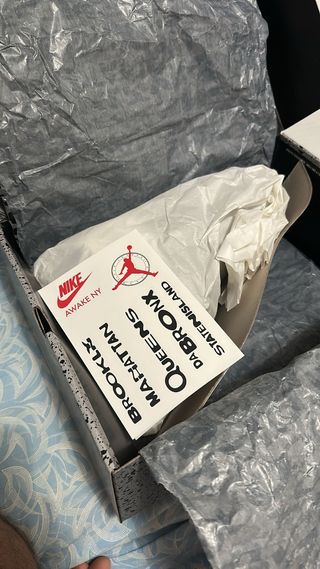 NIKE
AWAKE NY
BROOKLYN
MANHATTAN
QUEENS
DA BRONX
STATEN ISLAND